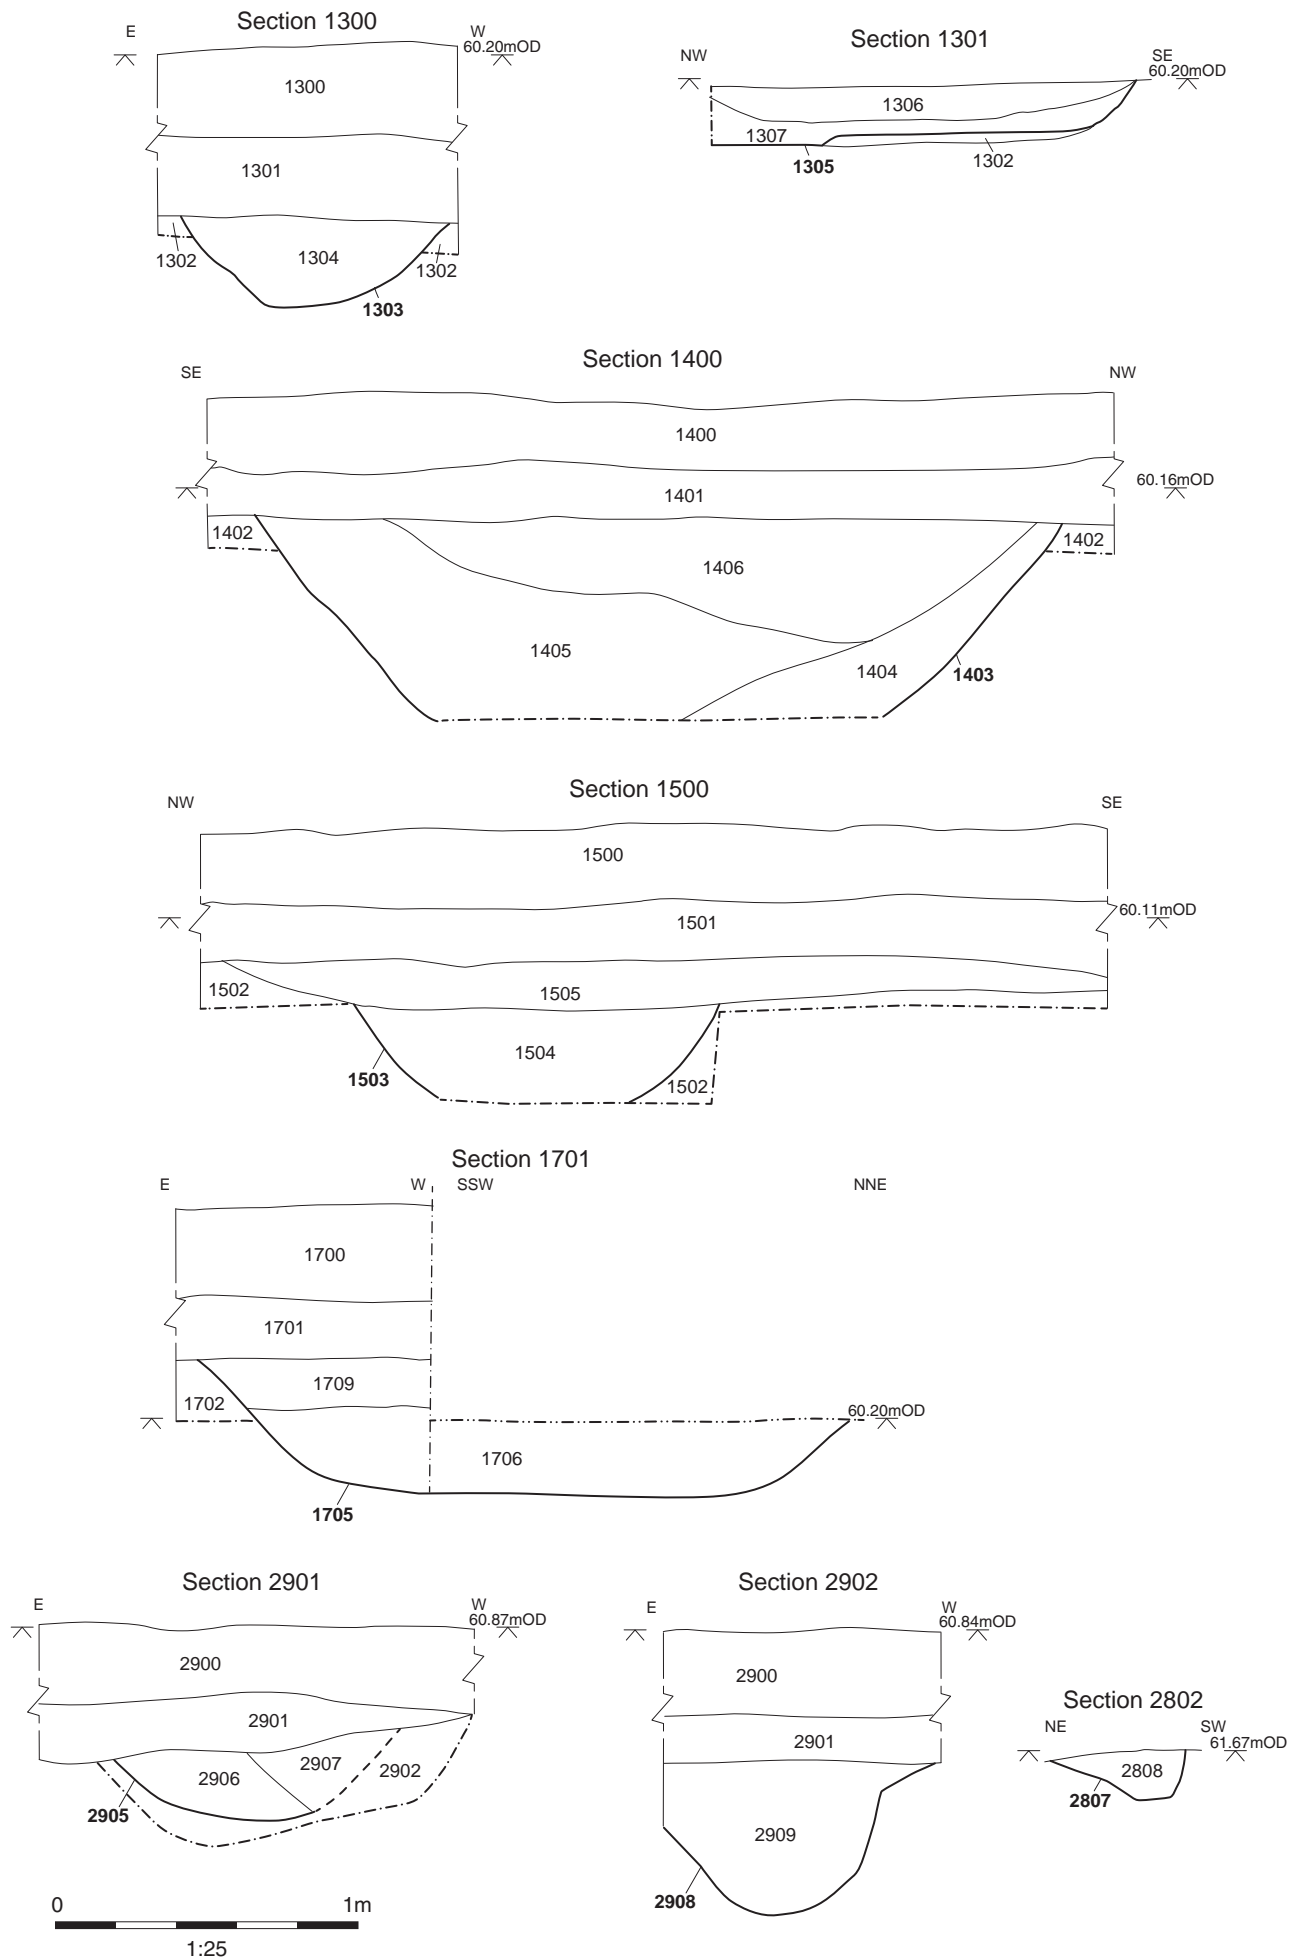 Section 1300
E W
60.20mOD
1300
1301
1302 1304 1302
1303
Section 1301
NW SE
60.20mOD
1306
1307
1305 1302
Section 1400
SE NW
1400
60.16mOD
1401
1402 1402
1406
1405
1404
1403
Section 1500
NW SE
1500
60.11mOD
1501
1502 1505
1504
1503 1502
Section 1701
E W SSW NNE
1700
1701
1709
1702
60.20mOD
1706
1705
Section 2901
E W
60.87mOD
2900
2901
2907
2906 2902
2905
Section 2902
E W
60.84mOD
2900
2901
2909
2908
Section 2802
NE SW
61.67mOD
2808
2807
0 1m
1:25